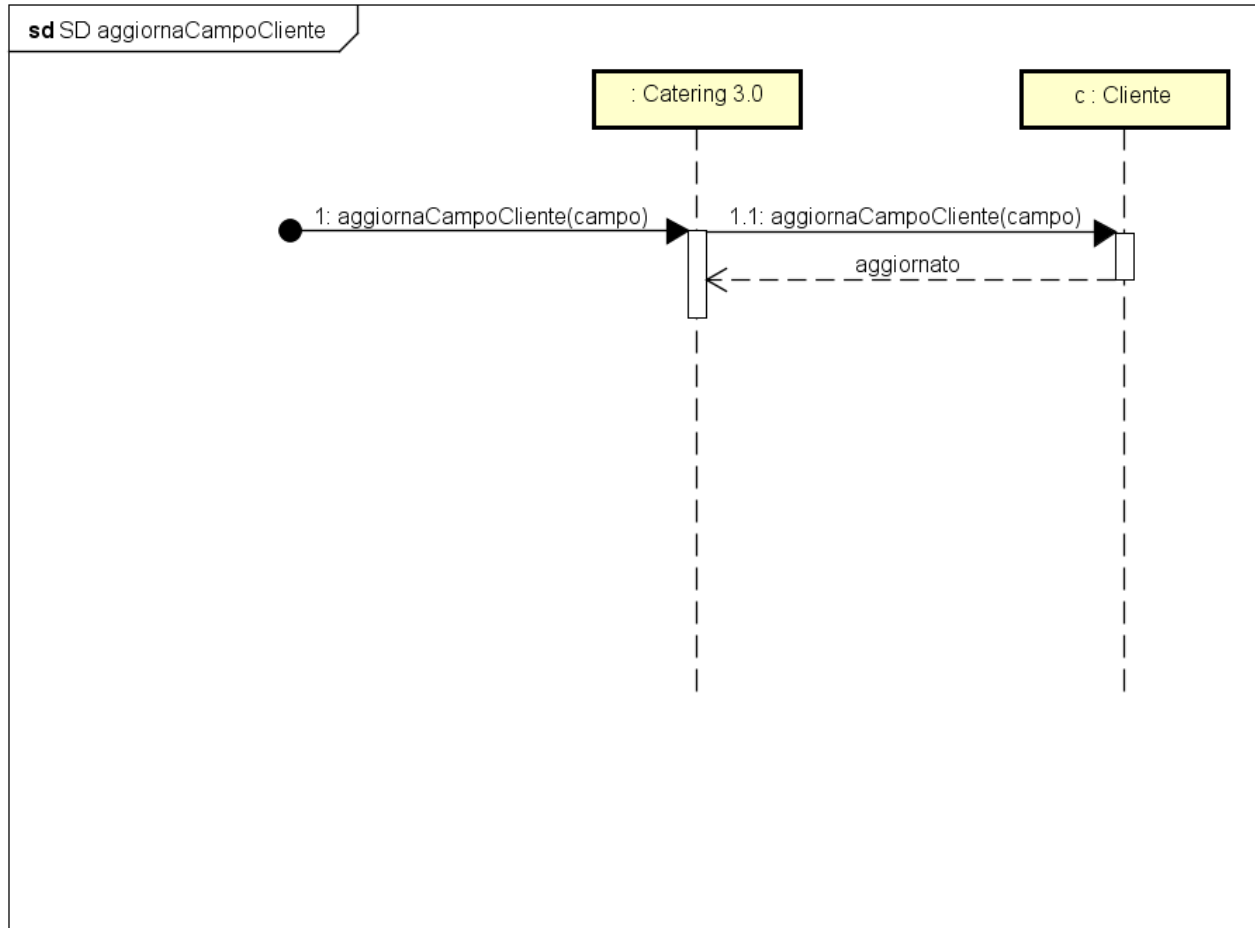 sd SD aggiornaCampoCliente
: Catering 3.0
c : Cliente
1: aggiornaCampoCliente(campo)
1.1: aggiornaCampoCliente(campo)
aggiornato